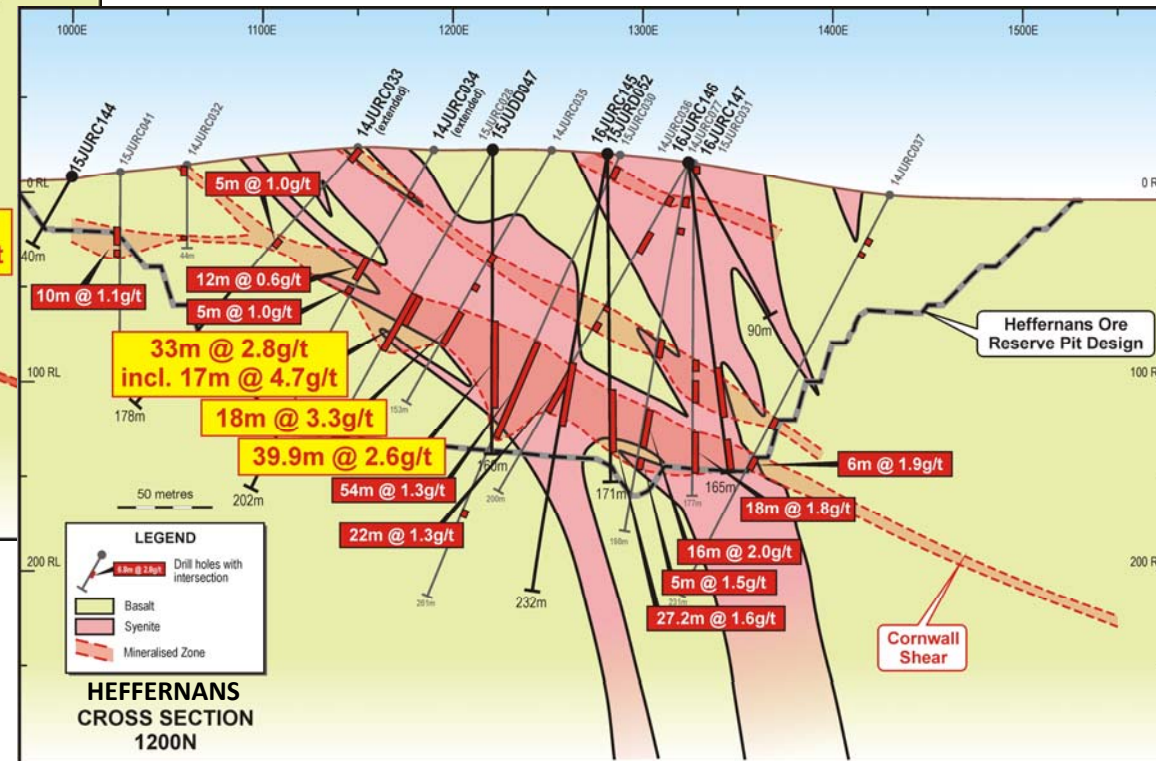 1000E
1100E
1200E
1300E
1400E
1500E
15JURC144
15JURC041
14JURC032
14JURC033
(extended)
14JURC034
(extended)
15JURC028
15JUDD047
14JURC035
16JURC145
15JURD052
15JURC030
14JURC036
14JURC077
16JURC146
16JURC147
15JURC031
14JURC037
0 RL
0 R
5m @ 1.0g/t
t
40m
44m
10m @ 1.1g/t
12m @ 0.6g/t
5m @ 1.0g/t
90m
Heffernans Ore
Reserve Pit Design
33m @ 2.8g/t
incl. 17m @ 4.7g/t
100 RL
100 R
178m
153m
18m @ 3.3g/t
39.9m @ 2.6g/t
160m
6m @ 1.9g/t
54m @ 1.3g/t
202m
200m
171m
177m
165m
18m @ 1.8g/t
50 metres
22m @ 1.3g/t
198m
16m @ 2.0g/t
200 RL
200 R
LEGEND
Drill holes with
intersection
Basalt
Syenite
Mineralised Zone
261m
232m
5m @ 1.5g/t
231m
27.2m @ 1.6g/t
Cornwall
Shear
HEFFERNANS
CROSS SECTION
1200N